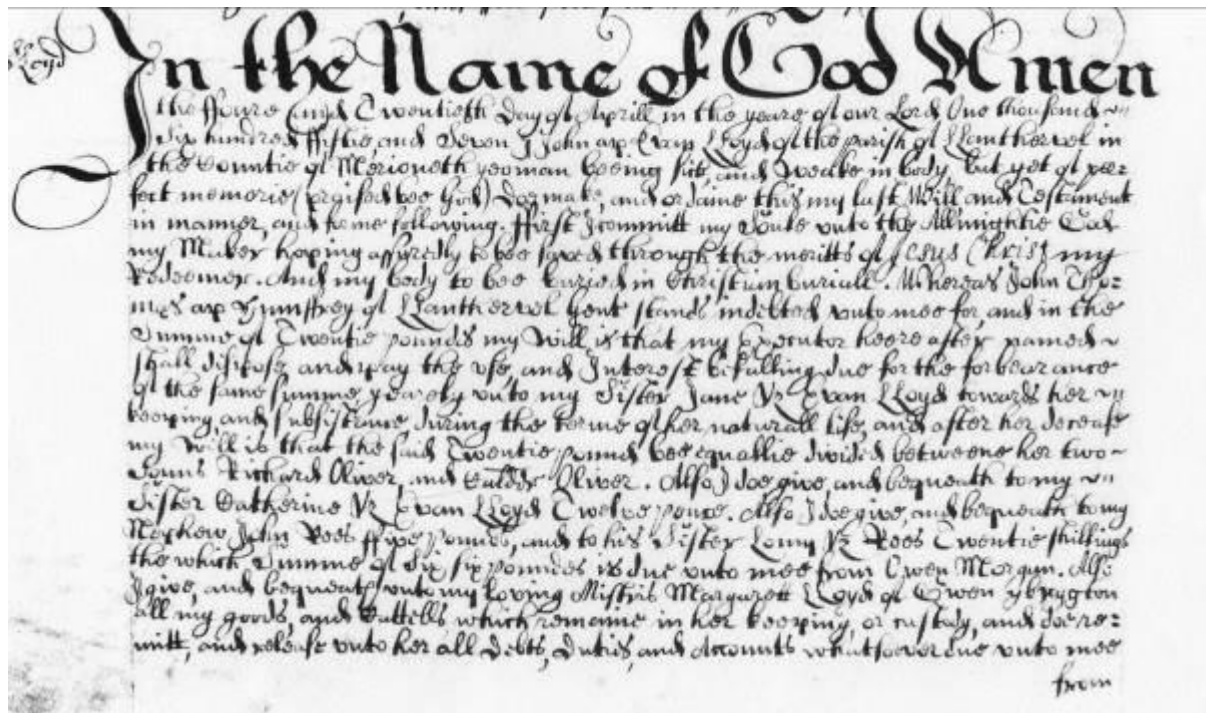 Lloyd
In the Name of God Amen
the ffoure and Twentieth Day of Aprill in the yeare of our Lord One thousand
Six hundred ffiftie and Seven I John ap Evan Lloyd of the parish of LLanthervel in
the Countie of Merioneth yeoman beeing sick, and weake in body, but yet of per-
fect memorie (praised bee God) doe make, and ordaine this my last Will and Testament
in manner, and forme following. ffirst I committ my Soule unto the Allmightie God
my Maker hoping assuredly to bee saved through the meritts of Jesus Christ my
Redeemer. And my body to bee buried in Christian buriall. Whereas John Tho-
mas ap Humffrey of LLanthervel gent stands indebted unto mee for, and in the
Summe of Twentie pounds my Will is that my Executor heere after named
shall dispose, and pay the use, and Interest befalling due for the forbearance
of the same summe yearely unto my Sister Jane Vz Evan LLoyd towards her
keeping, and subsistance during the terme of her naturall life, and after her decease
my Will is that the said Twentie pounds bee equallie divided betweene her two
Sonns Richard Oliver and Oliver. Also I doe give, and bequeath to my
Sister Catherine Vz Evan LLoyd Twelve pence. Also I doe give, and bequeath to my
Nephew John Rees ffive pounds, and to his Sister Lowry Vz Rees Twentie shillings
the which Summe of Six poundes is due unto mee from Owen Morgan. Also
I give, and bequeath unto my loving Mistris Margarett LLoyd of
all my goods, and Cattells which remaine in her keeping, or custody, and doe re-
mitt, and release unto her all Debts, Duties, and Accounts whatsoever due unto mee
from